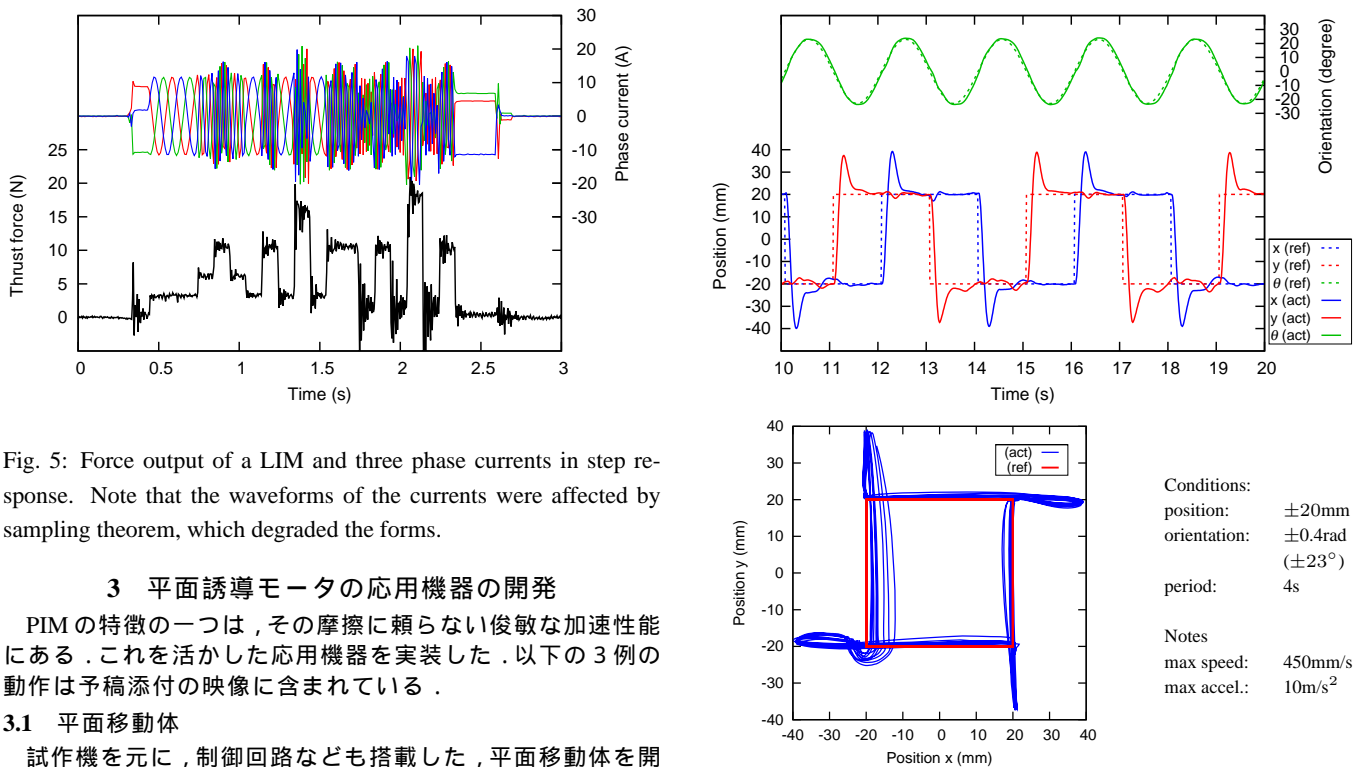 30
20
10
0
-10
-20
-30
Phase current (A)
25
20
15
10
5
0
Thrust force (N)
0 0.5 1 1.5 2 2.5 3
Time (s)
Fig. 5: Force output of a LIM and three phase currents in step re-
sponse. Note that the waveforms of the currents were affected by
sampling theorem, which degraded the forms.
3 平面誘導モータの応用機器の開発
PIMの特徴の一つは，その摩擦に頼らない俊敏な加速性能
にある．これを活かした応用機器を実装した．以下の3例の
動作は予稿添付の映像に含まれている．
3.1 平面移動体
試作機を元に，制御回路なども搭載した，平面移動体を開
30
20
10
0
-10
-20
-30
Orientation (degree)
40
30
20
10
0
-10
-20
-30
-40
Position (mm)
10 11 12 13 14 15 16 17 18 19 20
Time (s)
x (ref)
y (ref)
θ (ref)
x (act)
y (act)
θ (act)
40
30
20
10
0
-10
-20
-30
-40
Position y (mm)
-40 -30 -20 -10 0 10 20 30 40
Position x (mm)
(act)
(ref)
Conditions:
position: ±20mm
orientation: ±0.4rad
(±23°)
period: 4s
Notes
max speed: 450mm/s
max accel.: 10m/s²